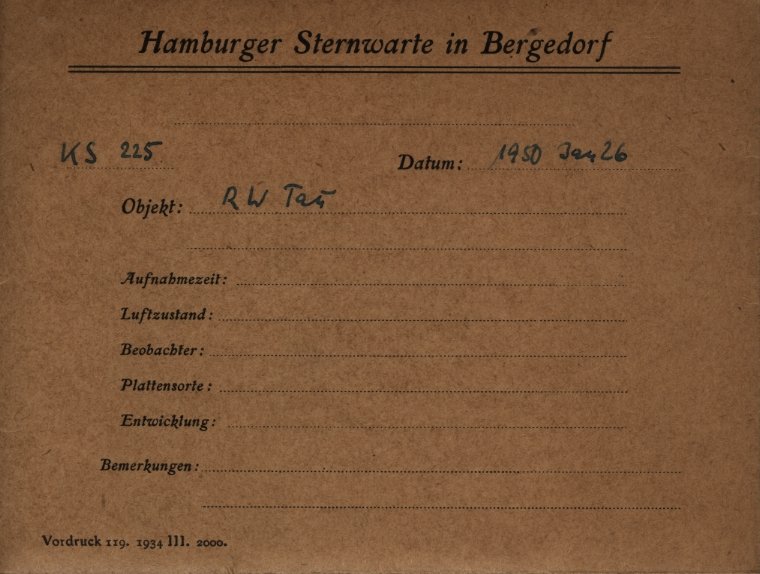 Hamburger Sternwarte in Bergedorf
KS 225 Datum: 1950 Jan 26
Objekt: RW Tau
Aufnahmezeit:
Luftzustand:
Beobachter:
Plattensorte:
Entwicklung:
Bemerkungen:
Vordruck 119. 1934 III. 2000.